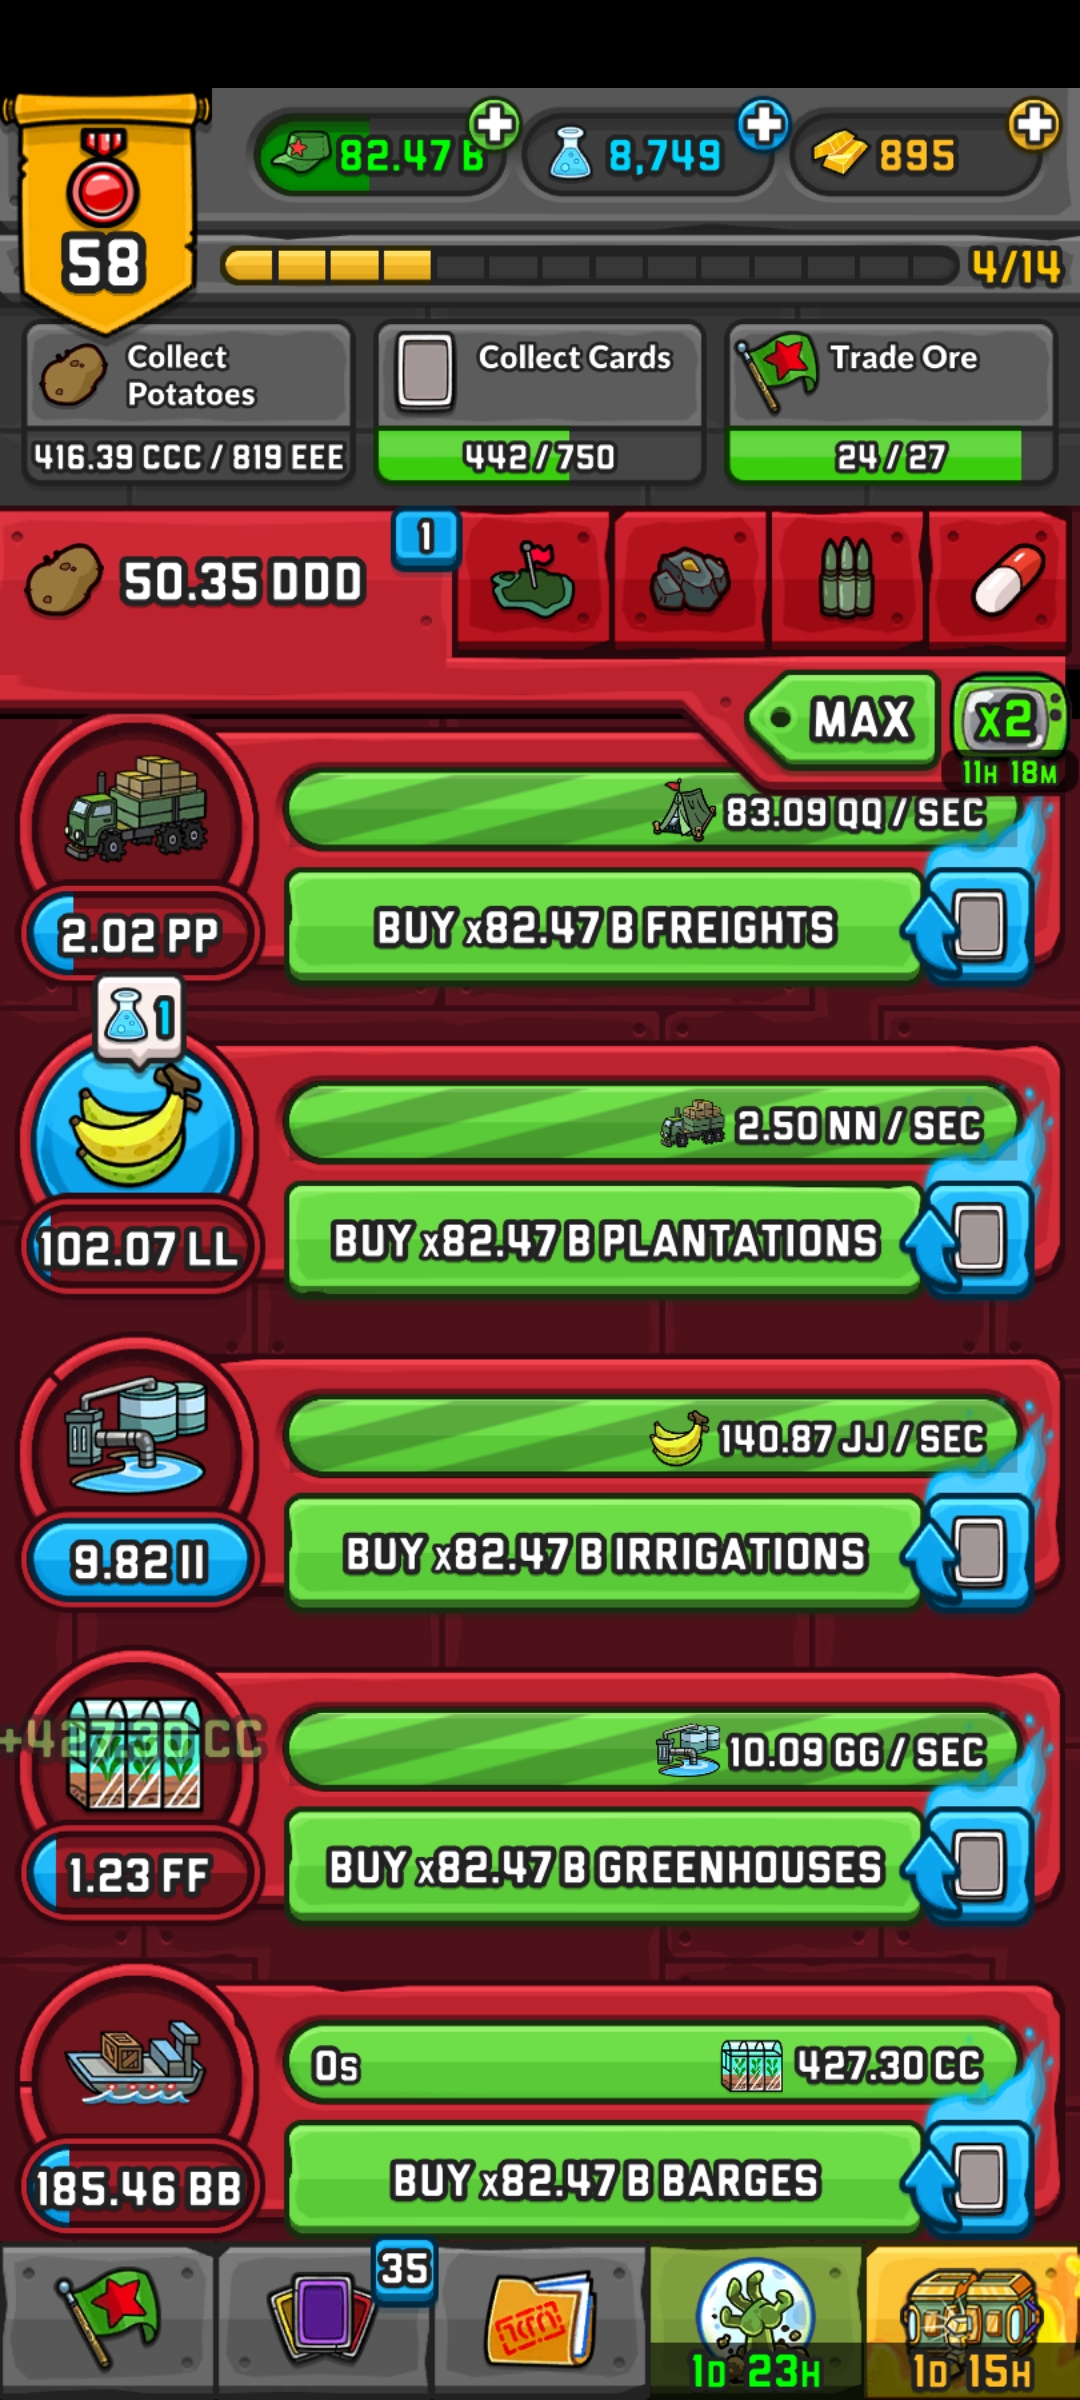 82.47 B
8,749
895
58
4/14
Collect
Potatoes
Collect Cards
Trade Ore
416.39 CCC / 819 EEE
442/750
24/27
50.35 DDD
1
MAX
x2
11H 18M
83.09 QQ / SEC
2.02 PP
BUY x82.47 B FREIGHTS
1
2.50 NN / SEC
102.07 LL
BUY x82.47 B PLANTATIONS
140.87 JJ / SEC
9.82 II
BUY x82.47 B IRRIGATIONS
+427.30 CC
10.09 GG / SEC
1.23 FF
BUY x82.47 B GREENHOUSES
0s
427.30 CC
185.46 BB
BUY x82.47 B BARGES
35
1D 23H
1D 15H